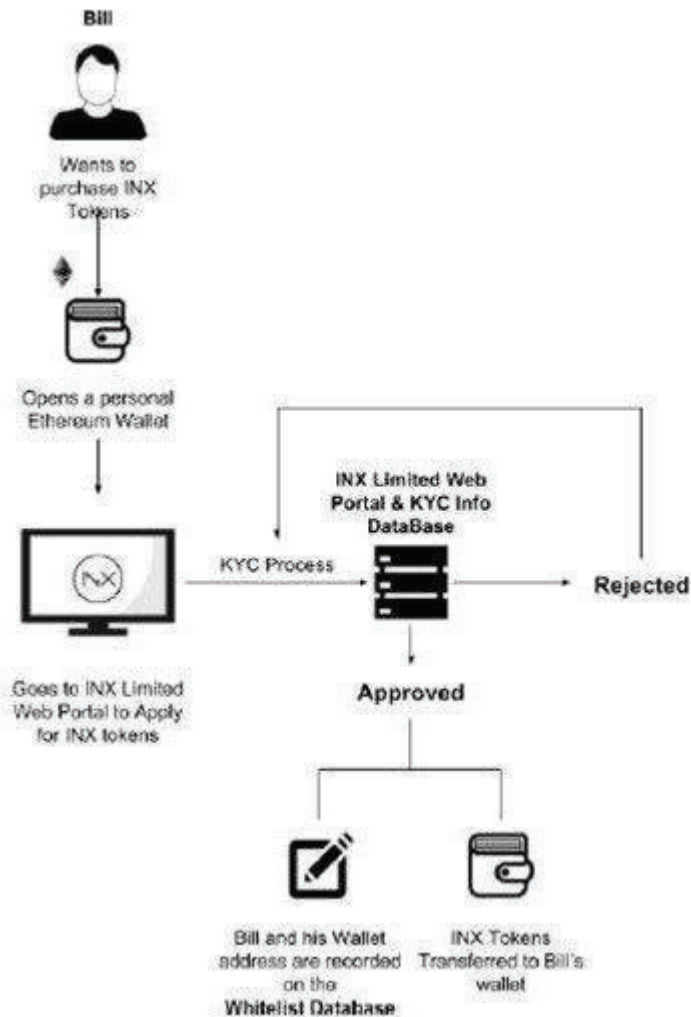 Bill
Wants to
purchase INX
Tokens
Opens a personal
Ethereum Wallet
INX Limited Web
Portal & KYC Info
DataBase
INX
KYC Process
Rejected
Goes to INX Limited
Web Portal to Apply
for INX tokens
Approved
Bill and his Wallet
address are recorded
on the
Whitelist Database
INX Tokens
Transferred to Bill's
wallet